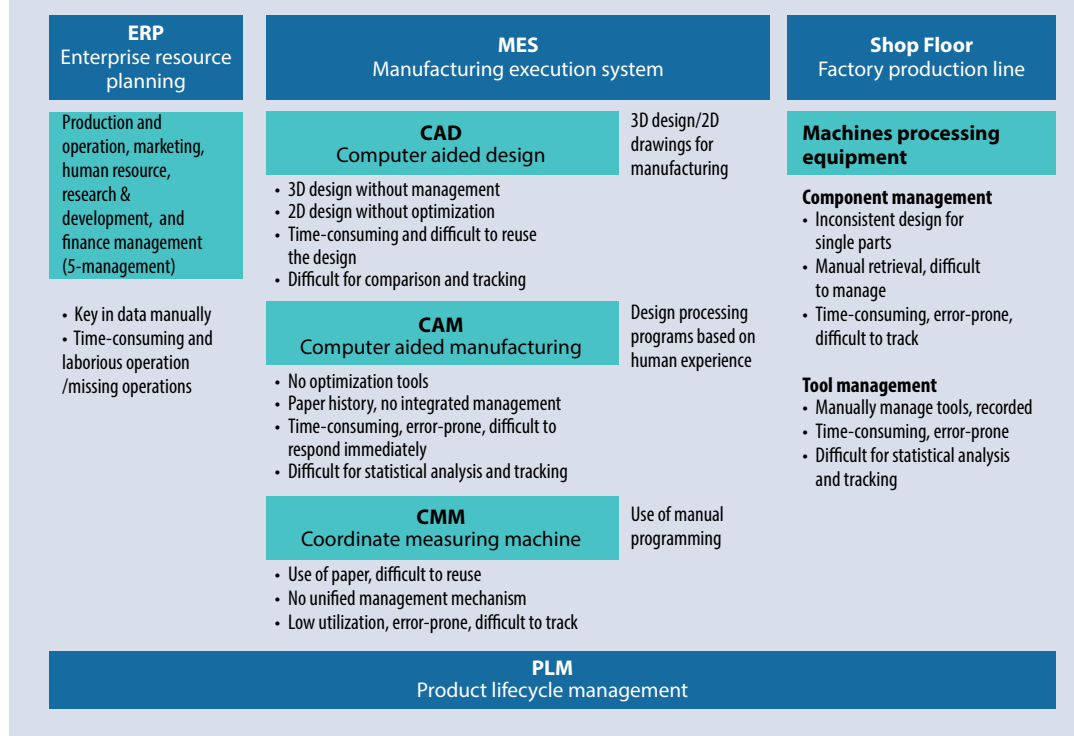 ERP
Enterprise resource
planning
MES
Manufacturing execution system
Shop Floor
Factory production line
Production and
operation, marketing,
human resource,
research &
development, and
finance management
(5-management)
• Key in data manually
• Time-consuming and
laborious operation
/missing operations
CAD
Computer aided design
3D design/2D
drawings for
manufacturing
• 3D design without management
• 2D design without optimization
• Time-consuming and difficult to reuse
the design
• Difficult for comparison and tracking
CAM
Computer aided manufacturing
Design processing
programs based on
human experience
• No optimization tools
• Paper history, no integrated management
• Time-consuming, error-prone, difficult to
respond immediately
• Difficult for statistical analysis and tracking
CMM
Coordinate measuring machine
Use of manual
programming
• Use of paper, difficult to reuse
• No unified management mechanism
• Low utilization, error-prone, difficult to track
Machines processing
equipment
Component management
• Inconsistent design for
single parts
• Manual retrieval, difficult
to manage
• Time-consuming, error-prone,
difficult to track
Tool management
• Manually manage tools, recorded
• Time-consuming, error-prone
• Difficult for statistical analysis
and tracking
PLM
Product lifecycle management